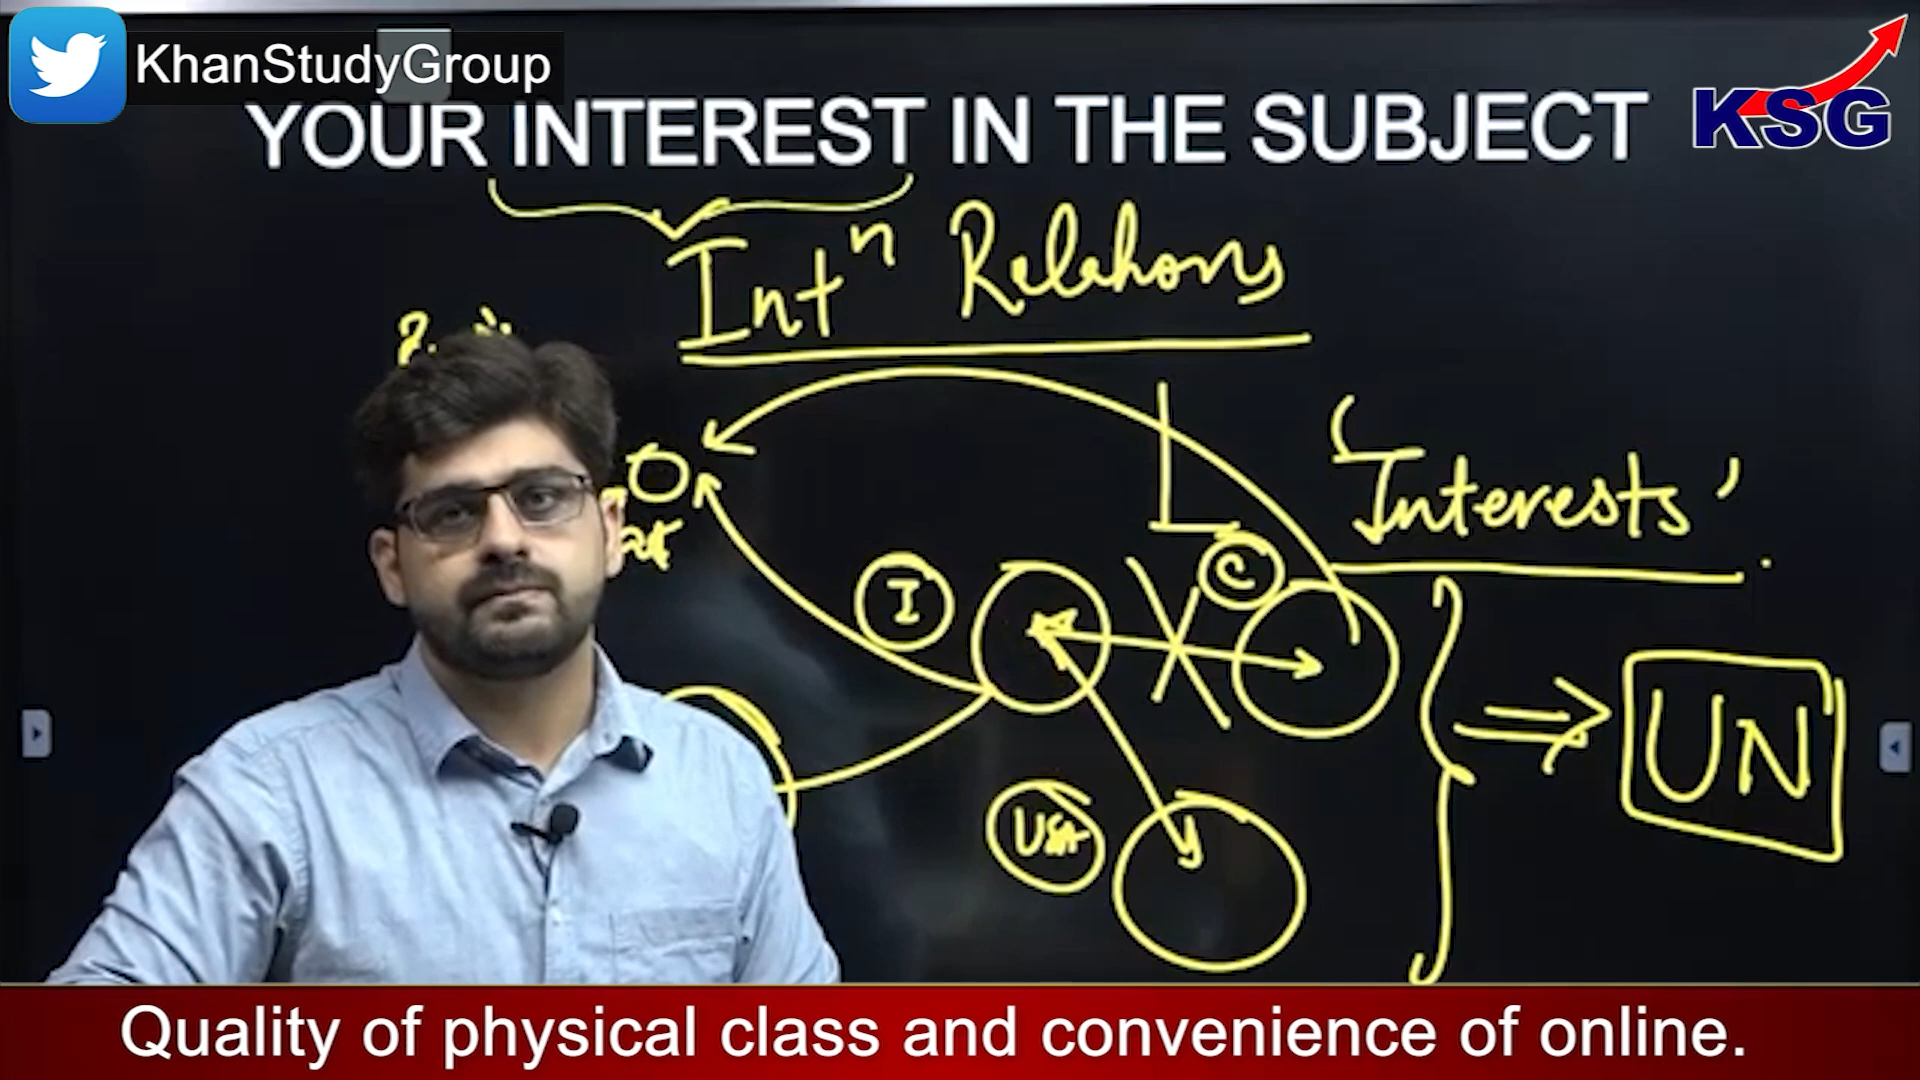 KhanStudyGroup
KSG
YOUR INTEREST IN THE SUBJECT
Intⁿ Relations
'Interests'
I
C
UN
USA
Quality of physical class and convenience of online.